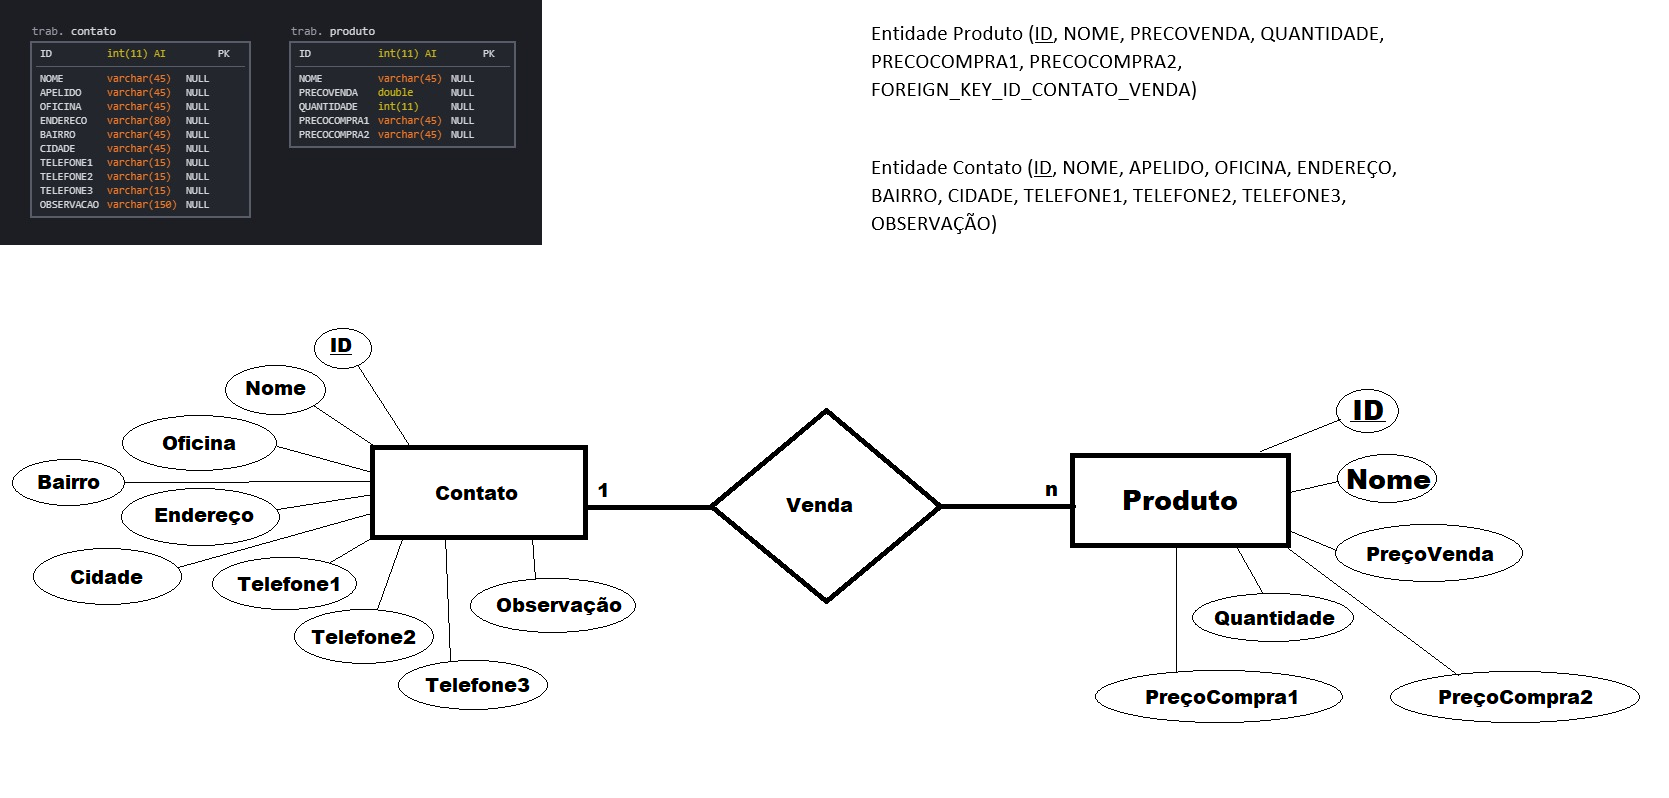 trab. contato
ID int(11) AI PK
NOME varchar(45) NULL
APELIDO varchar(45) NULL
OFICINA varchar(45) NULL
ENDERECO varchar(80) NULL
BAIRRO varchar(45) NULL
CIDADE varchar(45) NULL
TELEFONE1 varchar(15) NULL
TELEFONE2 varchar(15) NULL
TELEFONE3 varchar(15) NULL
OBSERVACAO varchar(150) NULL
trab. produto
ID int(11) AI PK
NOME varchar(45) NULL
PRECOVENDA double NULL
QUANTIDADE int(11) NULL
PRECOCOMPRA1 varchar(45) NULL
PRECOCOMPRA2 varchar(45) NULL
Entidade Produto (ID, NOME, PRECOVENDA, QUANTIDADE,
PRECOCOMPRA1, PRECOCOMPRA2,
FOREIGN_KEY_ID_CONTATO_VENDA)
Entidade Contato (ID, NOME, APELIDO, OFICINA, ENDEREÇO,
BAIRRO, CIDADE, TELEFONE1, TELEFONE2, TELEFONE3,
OBSERVAÇÃO)
ID
Nome
Oficina
Bairro
Endereço
Cidade
Telefone1
Telefone2
Telefone3
Observação
Contato
1
Venda
n
Produto
ID
Nome
PreçoVenda
Quantidade
PreçoCompra1
PreçoCompra2